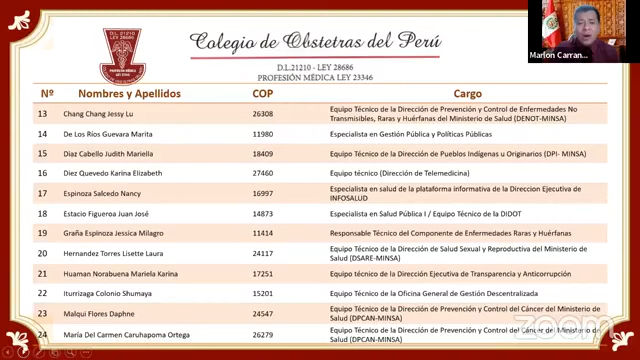 D.L. 21210
LEY 28686
Colegio de Obstetras del Perú
D.L.21210 - LEY 28686
PROFESIÓN MÉDICA LEY 23346
Marlon Carran...
Nº Nombres y Apellidos COP Cargo
13 Chang Chang Jessy Lu 26308 Equipo Técnico de la Dirección de Prevención y Control de Enfermedades No
Transmisibles, Raras y Huérfanas del Ministerio de Salud (DENOT-MINSA)
14 De Los Ríos Guevara Marita 11980 Especialista en Gestión Pública y Políticas Públicas
15 Diaz Cabello Judith Mariella 18409 Equipo Técnico de la Dirección de Pueblos Indígenas u Originarios (DPI- MINSA)
16 Diez Quevedo Karina Elizabeth 27460 Equipo técnico (Dirección de Telemedicina)
17 Espinoza Salcedo Nancy 16997 Especialista en salud de la plataforma informativa de la Direccion Ejecutiva de
INFOSALUD
18 Estacio Figueroa Juan José 14873 Especialista en Salud Pública I / Equipo Técnico de la DIDOT
19 Graña Espinoza Jessica Milagro 11414 Responsable Técnico del Componente de Enfermedades Raras y Huérfanas
20 Hernandez Torres Lisette Laura 24117 Equipo Técnico de la Dirección de Salud Sexual y Reproductiva del Ministerio de
Salud (DSARE-MINSA)
21 Huaman Norabuena Mariela Karina 17251 Equipo técnico de la Dirección Ejecutiva de Transparencia y Anticorrupción
22 Iturrizaga Colonio Shumaya 15201 Equipo Técnico de la Oficina General de Gestión Descentralizada
23 Malqui Flores Daphne 24547 Equipo Técnico de la Dirección de Prevención y Control del Cáncer del Ministerio de
Salud (DPCAN-MINSA)
24 María Del Carmen Caruhapoma Ortega 26279 Equipo Técnico de la Dirección de Prevención y Control del Cáncer del Ministerio de
Salud (DPCAN-MINSA)
zoom